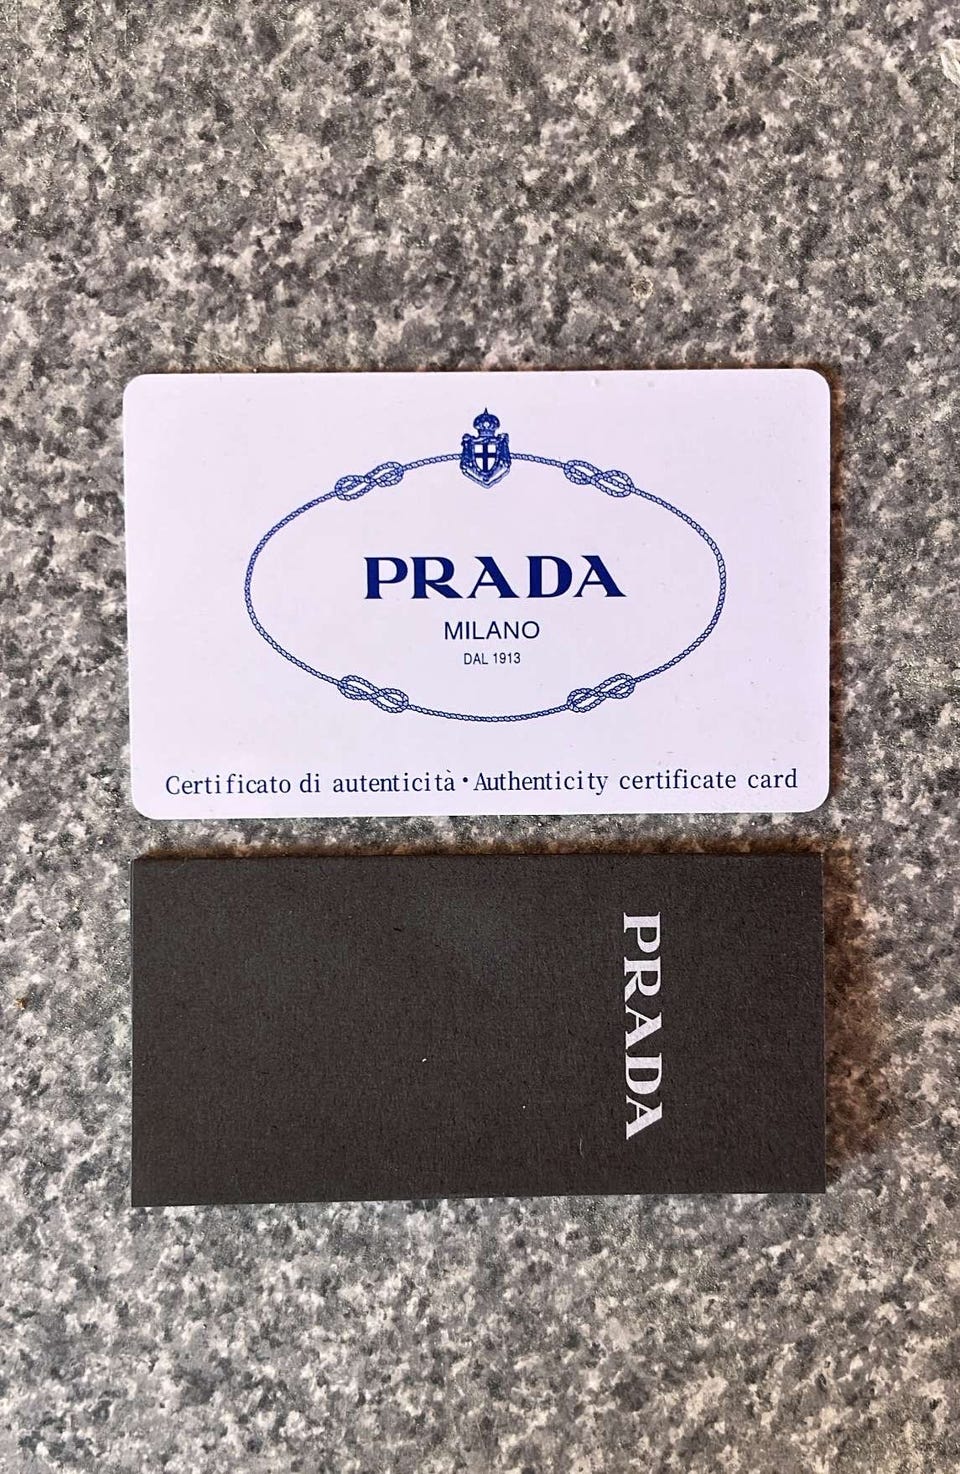 PRADA
MILANO
DAL 1913
Certificato di autenticità • Authenticity certificate card
PRADA